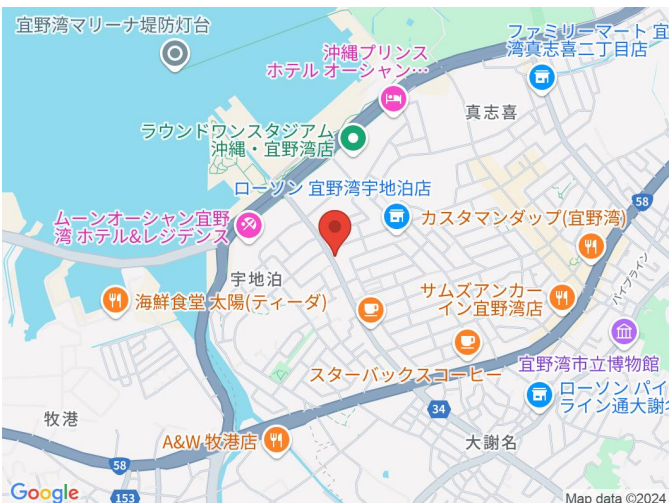 宜野湾マリーナ堤防灯台
ファミリーマート 宜
湾真志喜二丁目店
沖縄プリンス
ホテル オーシャン…
真志喜
ラウンドワンスタジアム
沖縄・宜野湾店
ローソン 宜野湾宇地泊店
58
ムーンオーシャン宜野
湾 ホテル&レジデンス
カスタマンダップ(宜野湾)
宇地泊
パイプライン
海鮮食堂 太陽(ティーダ)
サムズアンカー
イン宜野湾店
宜野湾市立博物館
スターバックスコーヒー
ローソン パイ
ライン通大謝名
34
牧港
A&W 牧港店
大謝名
58
153
Google
Map data ©2024